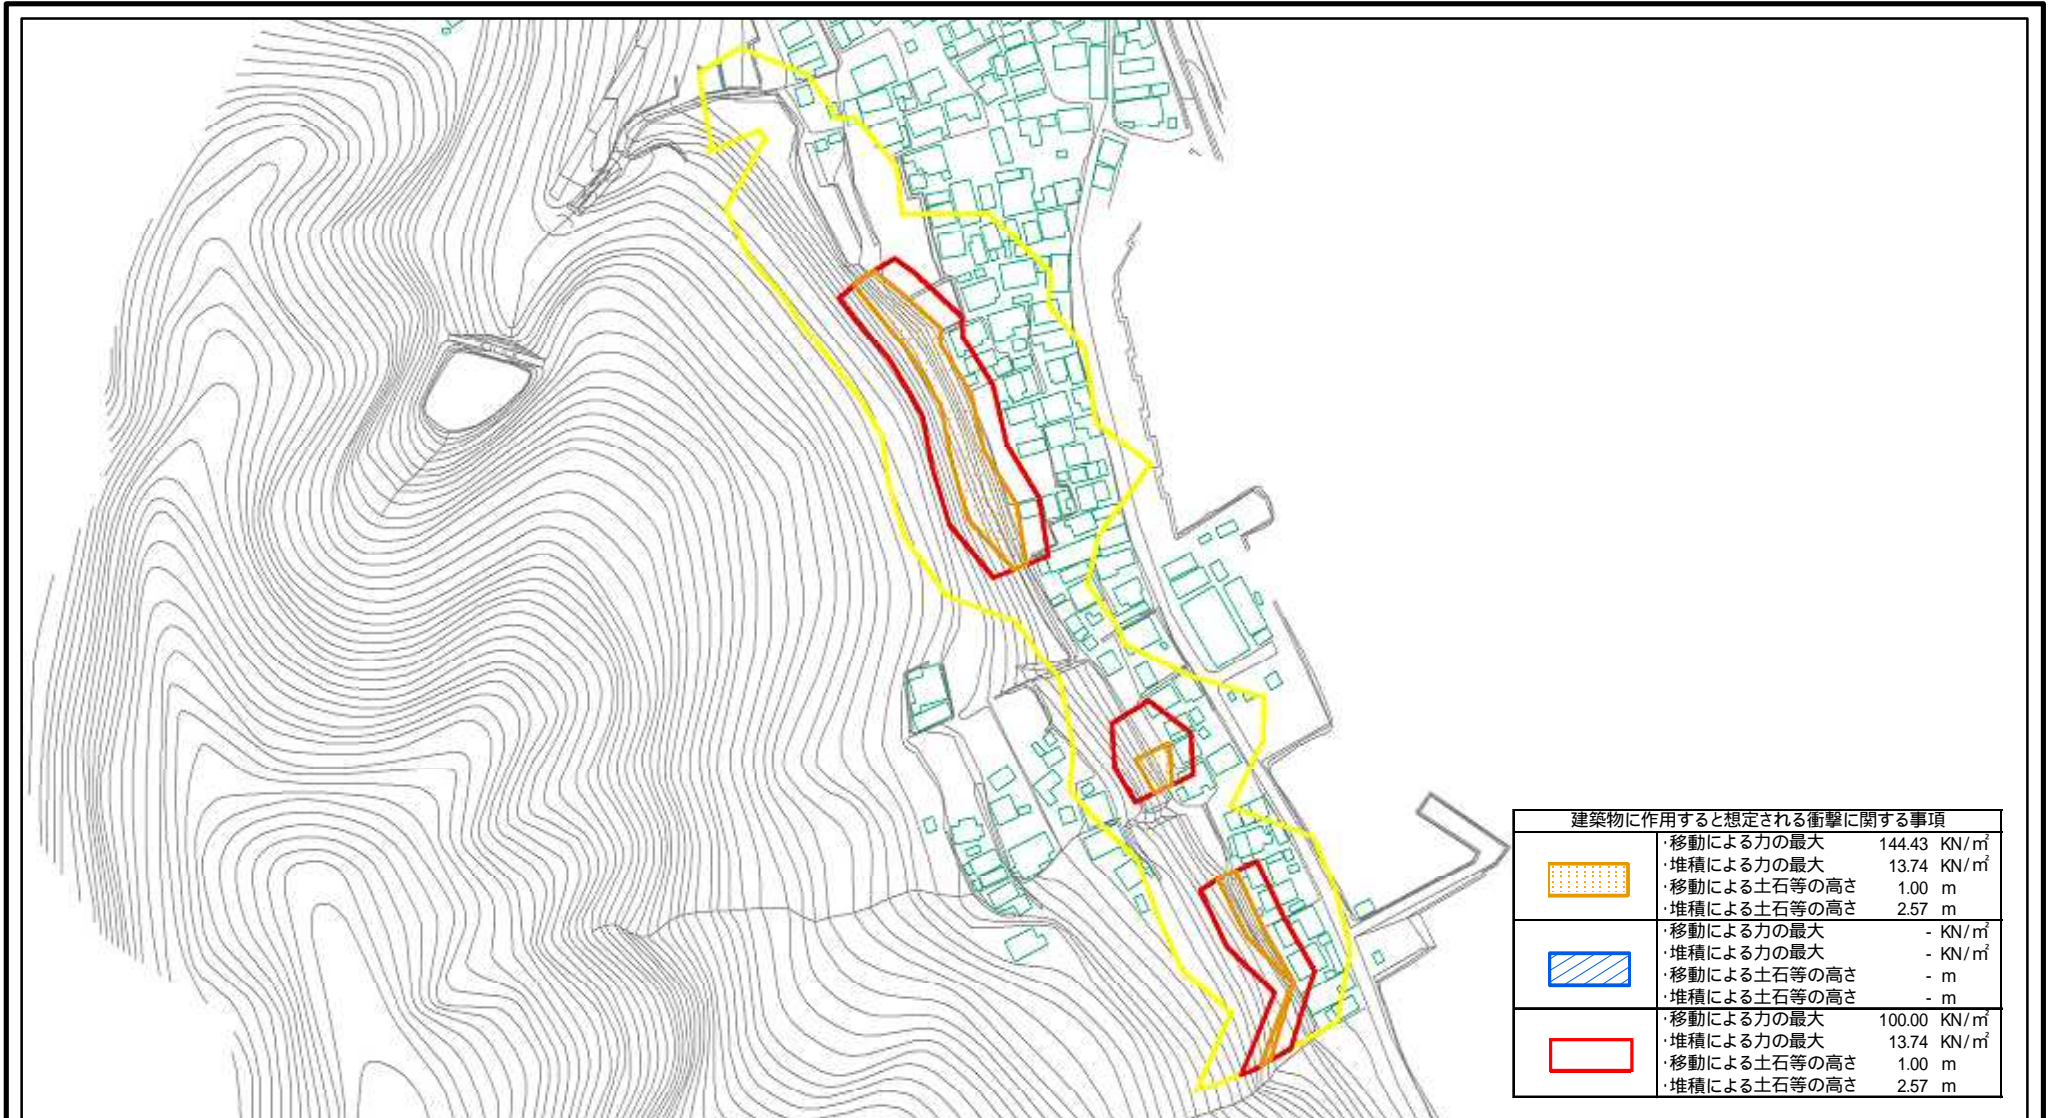 建築物に作用すると想定される衝撃に関する事項
・移動による力の最大 144.43 KN/㎡
・堆積による力の最大 13.74 KN/㎡
・移動による土石等の高さ 1.00 m
・堆積による土石等の高さ 2.57 m
・移動による力の最大 - KN/㎡
・堆積による力の最大 - KN/㎡
・移動による土石等の高さ - m
・堆積による土石等の高さ - m
・移動による力の最大 100.00 KN/㎡
・堆積による力の最大 13.74 KN/㎡
・移動による土石等の高さ 1.00 m
・堆積による土石等の高さ 2.57 m